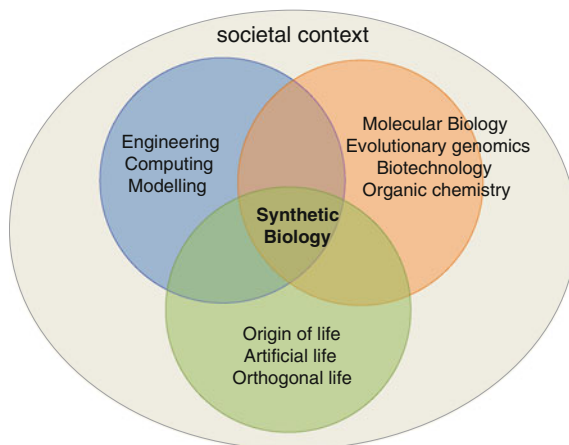 societal context
Engineering
Computing
Modelling
Molecular Biology
Evolutionary genomics
Biotechnology
Organic chemistry
Synthetic
Biology
Origin of life
Artificial life
Orthogonal life